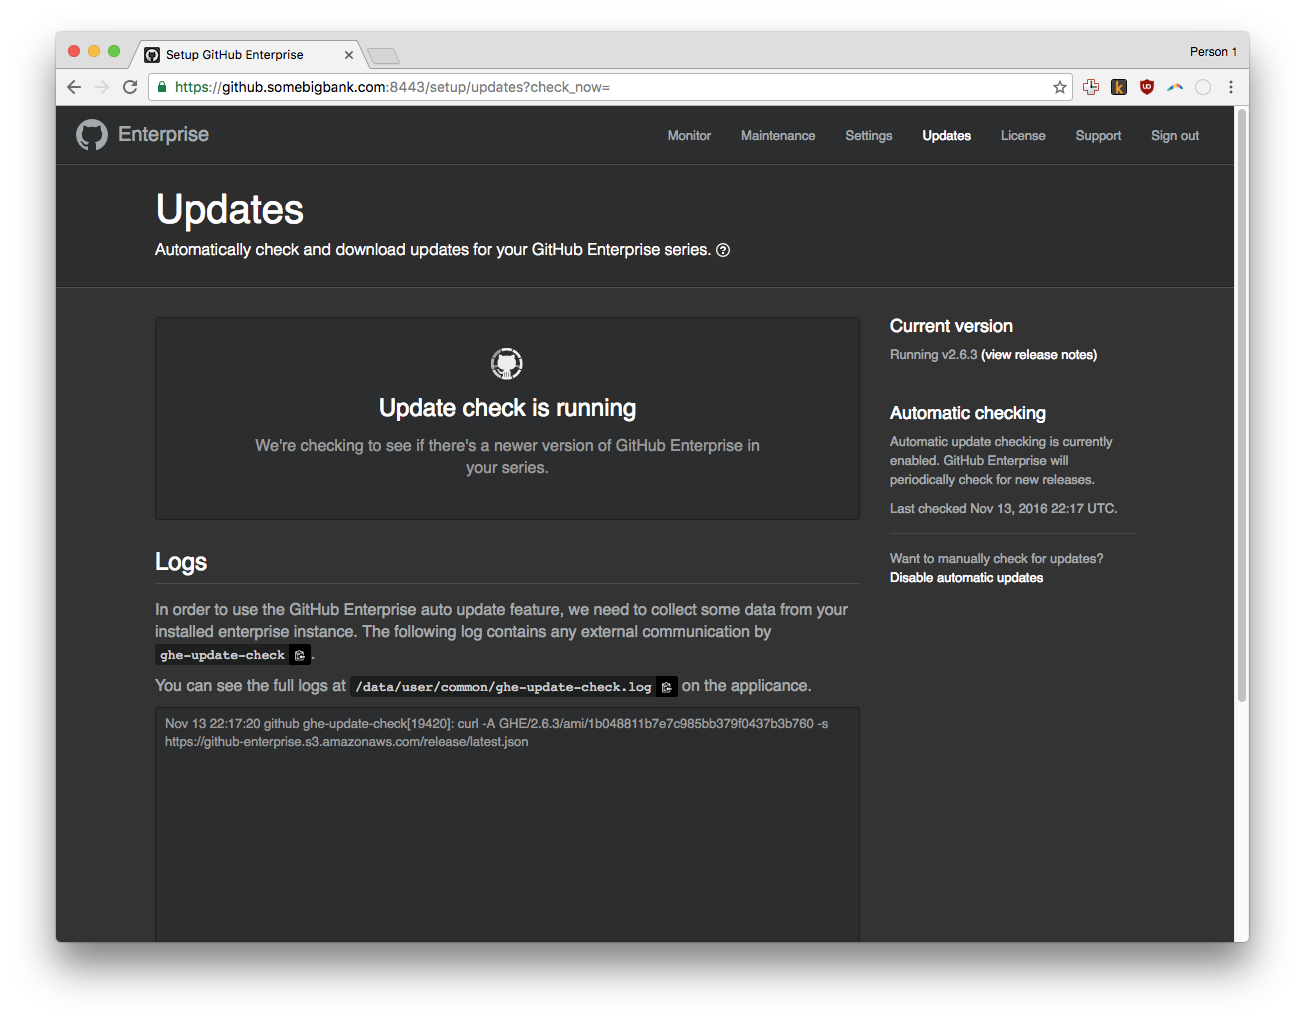 Setup GitHub Enterprise
Person 1
https://github.somebigbank.com:8443/setup/updates?check_now=
Enterprise
Monitor
Maintenance
Settings
Updates
License
Support
Sign out
Updates
Automatically check and download updates for your GitHub Enterprise series.
Update check is running
We're checking to see if there's a newer version of GitHub Enterprise in
your series.
Logs
In order to use the GitHub Enterprise auto update feature, we need to collect some data from your
installed enterprise instance. The following log contains any external communication by
ghe-update-check .
You can see the full logs at /data/user/common/ghe-update-check.log on the applicance.
Nov 13 22:17:20 github ghe-update-check[19420]: curl -A GHE/2.6.3/ami/1b048811b7e7c985bb379f0437b3b760 -s
https://github-enterprise.s3.amazonaws.com/release/latest.json
Current version
Running v2.6.3 (view release notes)
Automatic checking
Automatic update checking is currently
enabled. GitHub Enterprise will
periodically check for new releases.
Last checked Nov 13, 2016 22:17 UTC.
Want to manually check for updates?
Disable automatic updates